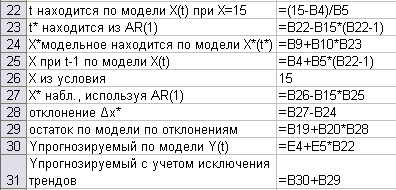 22 t находится по модели X(t) при X=15 =(15-B4)/B5
23 t* находится из AR(1) =B22-B15*(B22-1)
24 X*модельное находится по модели X*(t*) =B9+B10*B23
25 X при t-1 по модели X(t) =B4+B5*(B22-1)
26 X из условия 15
27 X* набл., используя AR(1) =B26-B15*B25
28 отклонение Δx* =B27-B24
29 остаток по модели по отклонениям =B19+B20*B28
30 Yпрогнозируемый по модели Y(t) =E4+E5*B22
Yпрогнозируемый с учетом исключения
31 трендов =B30+B29